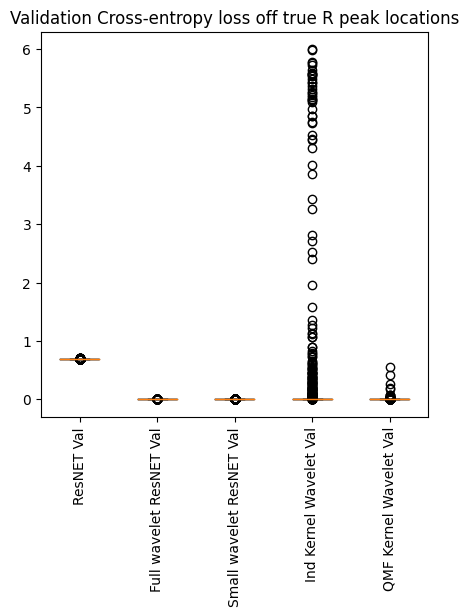 Validation Cross-entropy loss off true R peak locations
6
5
4
3
2
1
0
ResNET Val
Full wavelet ResNET Val
Small wavelet ResNET Val
Ind Kernel Wavelet Val
QMF Kernel Wavelet Val